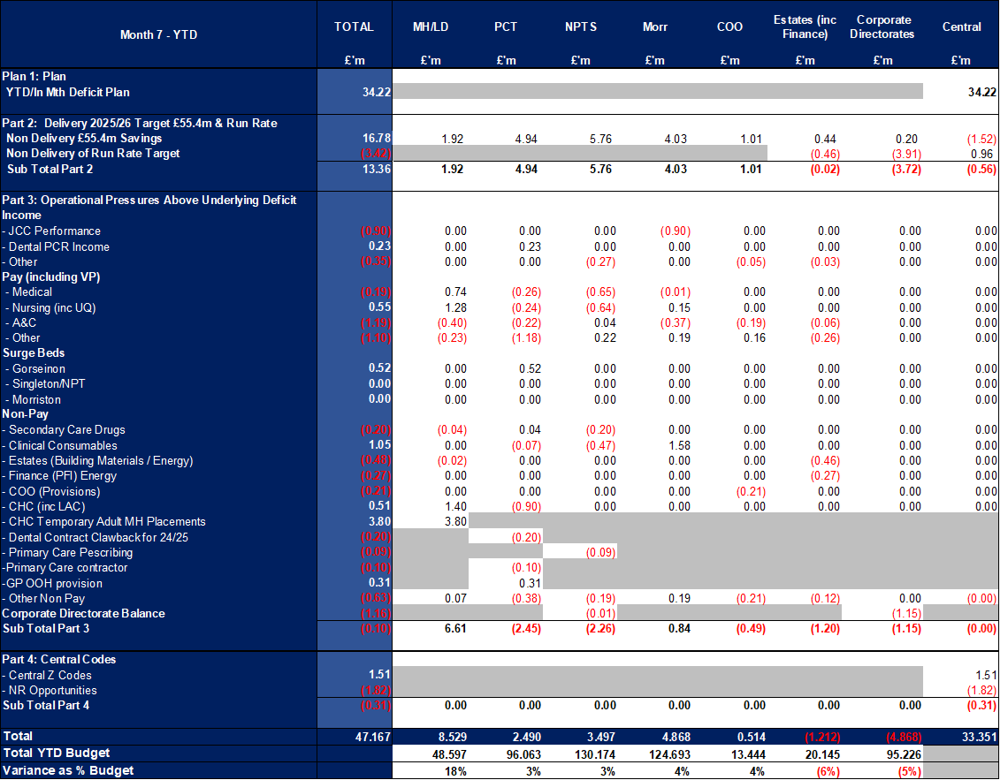 Month 7 - YTD TOTAL MH/LD PCT NPTS Morr COO Estates (inc Finance) Corporate Directorates Central
£'m £'m £'m £'m £'m £'m £'m £'m £'m
Plan 1: Plan
YTD/In Mth Deficit Plan 34.22 34.22
Part 2: Delivery 2025/26 Target £55.4m & Run Rate
Non Delivery £55.4m Savings 16.78 1.92 4.94 5.76 4.03 1.01 0.44 0.20 (1.52)
Non Delivery of Run Rate Target (3.42) (0.46) (3.91) 0.96
Sub Total Part 2 13.36 1.92 4.94 5.76 4.03 1.01 (0.02) (3.72) (0.56)
Part 3: Operational Pressures Above Underlying Deficit
Income
- JCC Performance (0.90) 0.00 0.00 0.00 (0.90) 0.00 0.00 0.00 0.00
- Dental PCR Income 0.23 0.00 0.23 0.00 0.00 0.00 0.00 0.00 0.00
- Other (0.35) 0.00 0.00 (0.27) 0.00 (0.05) (0.03) 0.00 0.00
Pay (including VP)
- Medical (0.19) 0.74 (0.26) (0.65) (0.01) 0.00 0.00 0.00 0.00
- Nursing (inc UQ) 0.55 1.28 (0.24) (0.64) 0.15 0.00 0.00 0.00 0.00
- A&C (1.19) (0.40) (0.22) 0.04 (0.37) (0.19) (0.06) 0.00 0.00
- Other (1.10) (0.23) (1.18) 0.22 0.19 0.16 (0.26) 0.00 0.00
Surge Beds
- Gorseinon 0.52 0.00 0.52 0.00 0.00 0.00 0.00 0.00 0.00
- Singleton/NPT 0.00 0.00 0.00 0.00 0.00 0.00 0.00 0.00 0.00
- Morriston 0.00 0.00 0.00 0.00 0.00 0.00 0.00 0.00 0.00
Non-Pay
- Secondary Care Drugs (0.20) (0.04) 0.04 (0.20) 0.00 0.00 0.00 0.00 0.00
- Clinical Consumables 1.05 0.00 (0.07) (0.47) 1.58 0.00 0.00 0.00 0.00
- Estates (Building Materials / Energy) (0.48) (0.02) 0.00 0.00 0.00 0.00 (0.46) 0.00 0.00
- Finance (PFI) Energy (0.27) 0.00 0.00 0.00 0.00 0.00 (0.27) 0.00 0.00
- COO (Provisions) (0.21) 0.00 0.00 0.00 0.00 (0.21) 0.00 0.00 0.00
- CHC (inc LAC) 0.51 1.40 (0.90) 0.00 0.00 0.00 0.00 0.00 0.00
- CHC Temporary Adult MH Placements 3.80 3.80
- Dental Contract Clawback for 24/25 (0.20) (0.20)
- Primary Care Pescribing (0.09) (0.09)
-Primary Care contractor (0.10) (0.10)
-GP OOH provision 0.31 0.31
- Other Non Pay (0.63) 0.07 (0.38) (0.19) 0.19 (0.21) (0.12) 0.00 (0.00)
Corporate Directorate Balance (1.16) (0.01) (1.15)
Sub Total Part 3 (0.10) 6.61 (2.45) (2.26) 0.84 (0.49) (1.20) (1.15) (0.00)
Part 4: Central Codes
- Central Z Codes 1.51 1.51
- NR Opportunities (1.82) (1.82)
Sub Total Part 4 (0.31) 0.00 0.00 0.00 0.00 0.00 0.00 0.00 (0.31)
Total 47.167 8.529 2.490 3.497 4.868 0.514 (1.212) (4.868) 33.351
Total YTD Budget 48.597 96.063 130.174 124.693 13.444 20.145 95.226
Variance as % Budget 18% 3% 3% 4% 4% (6%) (5%)